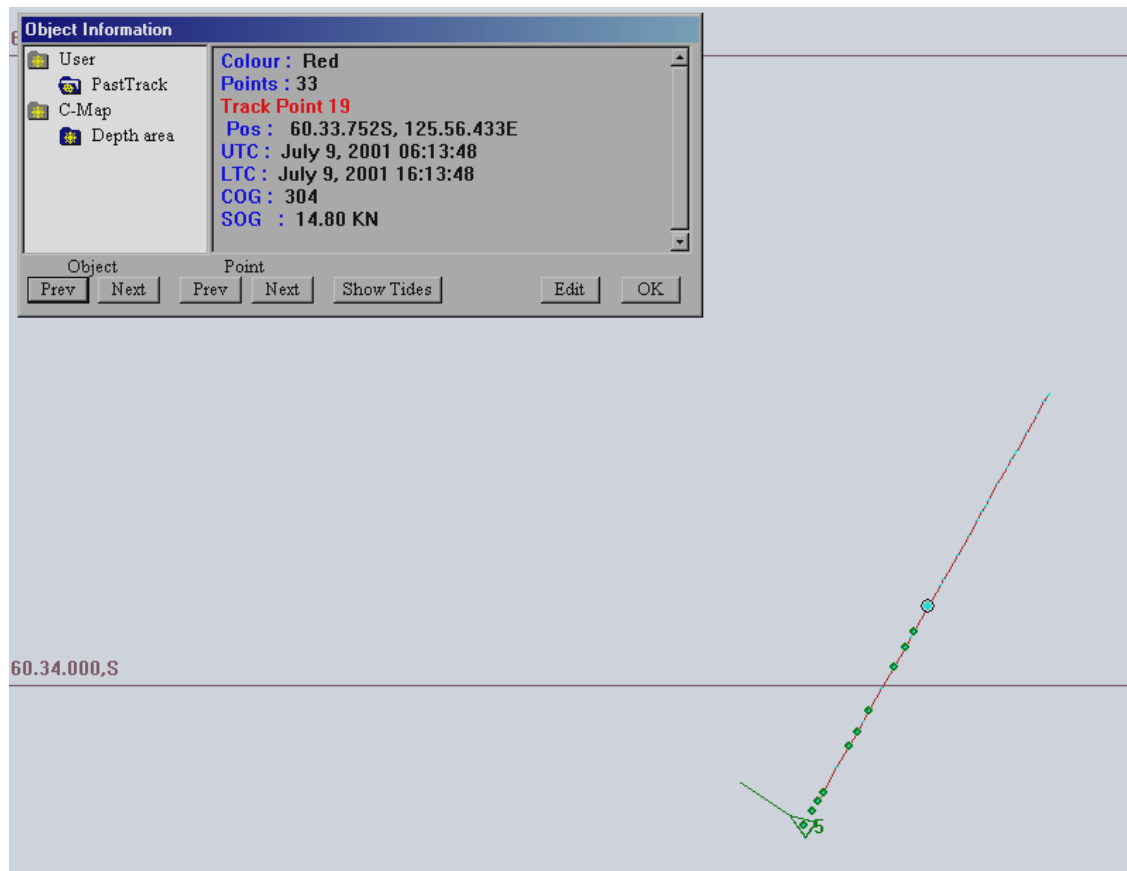 Object Information
6
User
PastTrack
C-Map
Depth area
Colour : Red
Points : 33
Track Point 19
Pos : 60.33.752S, 125.56.433E
UTC : July 9, 2001 06:13:48
LTC : July 9, 2001 16:13:48
COG : 304
SOG : 14.80 KN
Object Point
Prev Next Prev Next Show Tides Edit OK
60.34.000,S